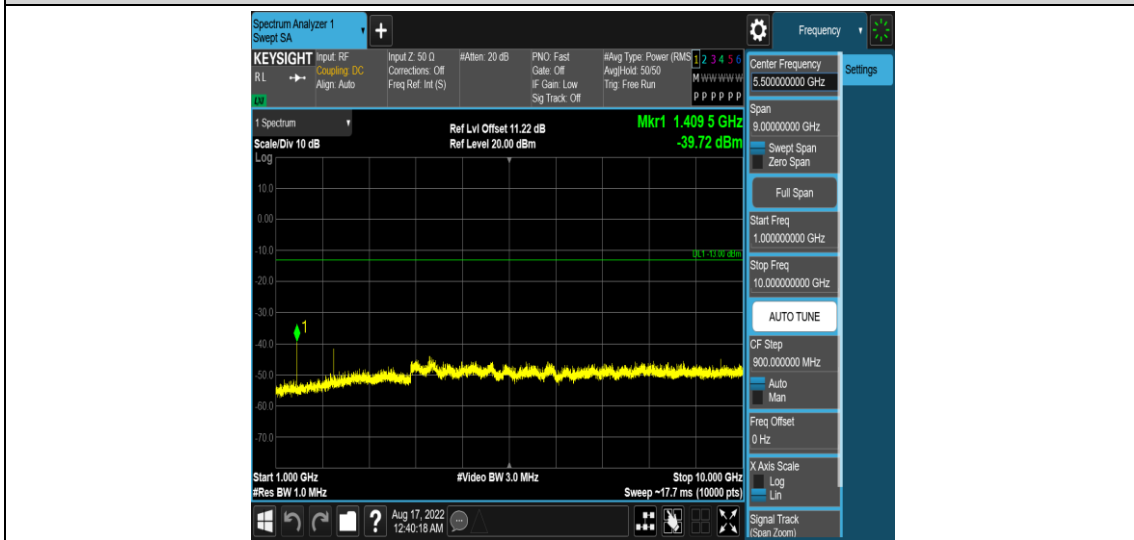 Spectrum Analyzer 1
Swept SA
+
Frequency
KEYSIGHT
RL
Input: RF
Coupling: DC
Align: Auto
Input Z: 50 Ω
Corrections: Off
Freq Ref: Int (S)
#Atten: 20 dB
PNO: Fast
Gate: Off
IF Gain: Low
Sig Track: Off
#Avg Type: Power (RMS
Avg|Hold: 50/50
Trig: Free Run
1 2 3 4 5 6
M W W W W W
P P P P P P
LXI
1 Spectrum
Scale/Div 10 dB
Log
Ref Lvl Offset 11.22 dB
Ref Level 20.00 dBm
Mkr1 1.409 5 GHz
-39.72 dBm
10.0
0.00
-10.0
DL1 -13.00 dBm
-20.0
-30.0
1
-40.0
-50.0
-60.0
-70.0
Start 1.000 GHz
#Res BW 1.0 MHz
#Video BW 3.0 MHz
Stop 10.000 GHz
Sweep ~17.7 ms (10000 pts)
Center Frequency
5.50000000 GHz
Settings
Span
9.00000000 GHz
Swept Span
Zero Span
Full Span
Start Freq
1.000000000 GHz
Stop Freq
10.000000000 GHz
AUTO TUNE
CF Step
900.000000 MHz
Auto
Man
Freq Offset
0 Hz
X Axis Scale
Log
Lin
Signal Track
(Span Zoom)
?
Aug 17, 2022
12:40:18 AM